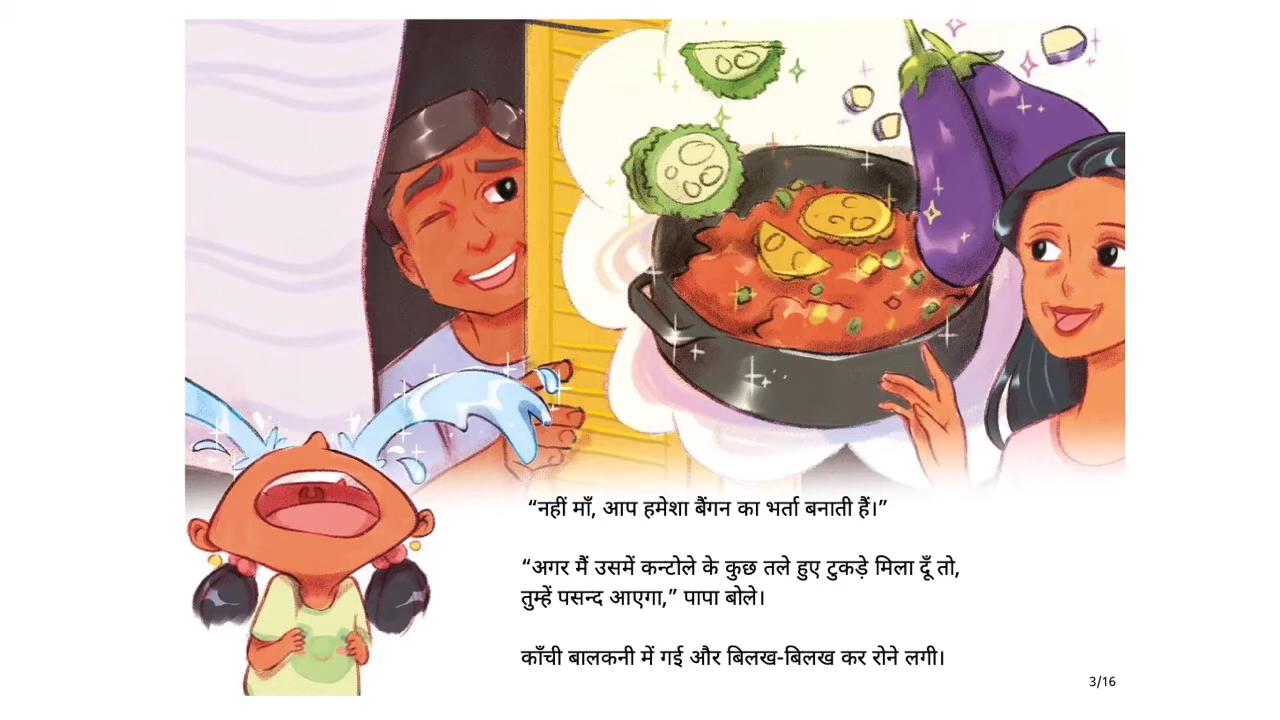 “नहीं माँ, आप हमेशा बैंगन का भर्ता बनाती हैं।”
“अगर मैं उसमें कन्टोले के कुछ तले हुए टुकड़े मिला दूँ तो,
तुम्हें पसन्द आएगा,” पापा बोले।
काँची बालकनी में गई और बिलख-बिलख कर रोने लगी।
3/16